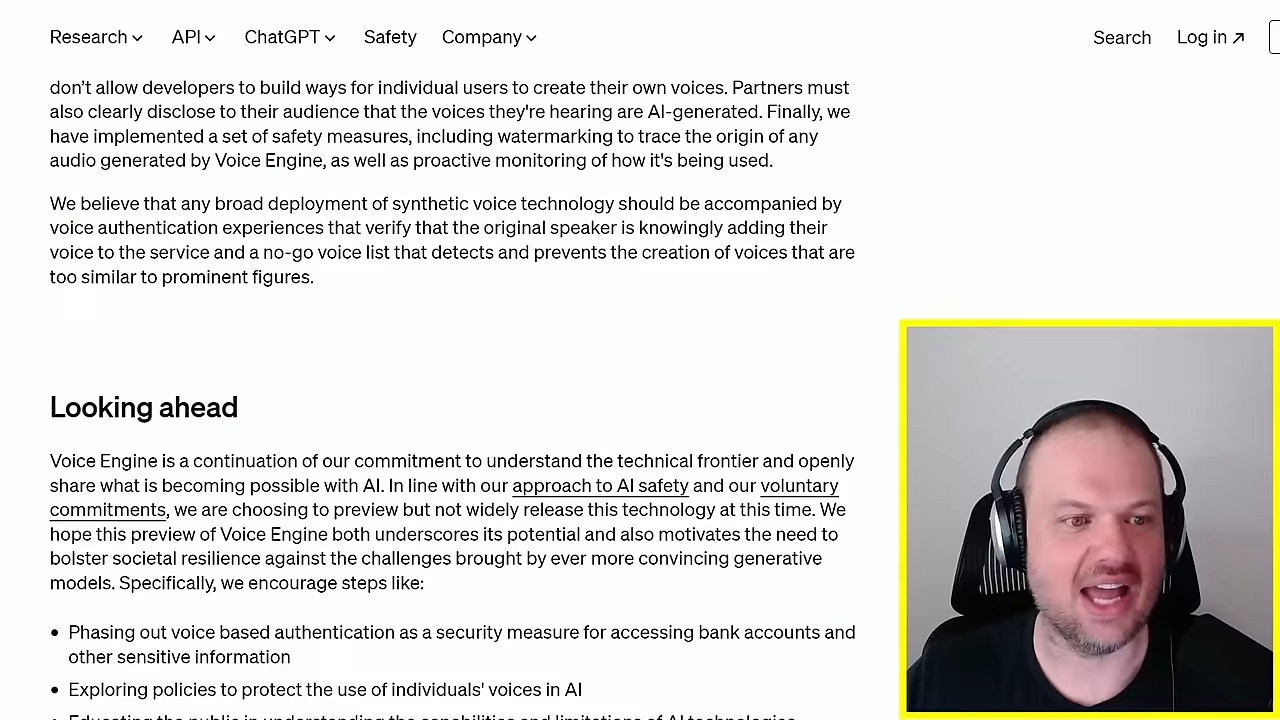 Research API ChatGPT Safety Company Search Log in ↗
don’t allow developers to build ways for individual users to create their own voices. Partners must
also clearly disclose to their audience that the voices they're hearing are AI-generated. Finally, we
have implemented a set of safety measures, including watermarking to trace the origin of any
audio generated by Voice Engine, as well as proactive monitoring of how it's being used.
We believe that any broad deployment of synthetic voice technology should be accompanied by
voice authentication experiences that verify that the original speaker is knowingly adding their
voice to the service and a no-go voice list that detects and prevents the creation of voices that are
too similar to prominent figures.
Looking ahead
Voice Engine is a continuation of our commitment to understand the technical frontier and openly
share what is becoming possible with AI. In line with our approach to AI safety and our voluntary
commitments, we are choosing to preview but not widely release this technology at this time. We
hope this preview of Voice Engine both underscores its potential and also motivates the need to
bolster societal resilience against the challenges brought by ever more convincing generative
models. Specifically, we encourage steps like:
• Phasing out voice based authentication as a security measure for accessing bank accounts and
other sensitive information
• Exploring policies to protect the use of individuals' voices in AI
• Educating the public in understanding the capabilities and limitations of AI technologies